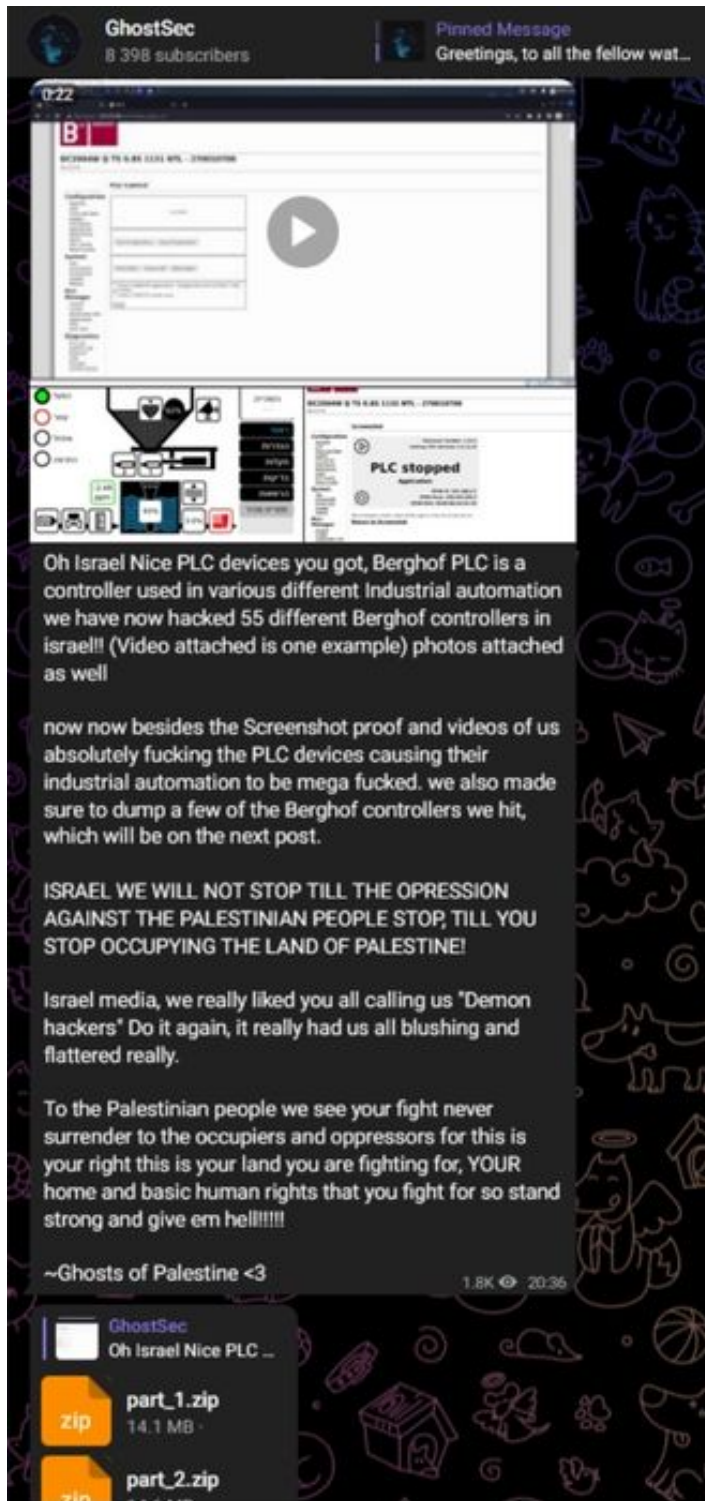 GhostSec
8 398 subscribers
Pinned Message
Greetings, to all the fellow wat...
0:22
B
Configuration
System
PLC-
Manager
Diagnostics
PLC stopped
Application
Oh Israel Nice PLC devices you got, Berghof PLC is a
controller used in various different Industrial automation
we have now hacked 55 different Berghof controllers in
israel!! (Video attached is one example) photos attached
as well
now now besides the Screenshot proof and videos of us
absolutely fucking the PLC devices causing their
industrial automation to be mega fucked. we also made
sure to dump a few of the Berghof controllers we hit,
which will be on the next post.
ISRAEL WE WILL NOT STOP TILL THE OPRESSION
AGAINST THE PALESTINIAN PEOPLE STOP, TILL YOU
STOP OCCUPYING THE LAND OF PALESTINE!
Israel media, we really liked you all calling us "Demon
hackers" Do it again, it really had us all blushing and
flattered really.
To the Palestinian people we see your fight never
surrender to the occupiers and oppressors for this is
your right this is your land you are fighting for, YOUR
home and basic human rights that you fight for so stand
strong and give em hell!!!!!
~Ghosts of Palestine <3
1.8K 20:36
GhostSec
Oh Israel Nice PLC ...
zip
part_1.zip
14.1 MB
zip
part_2.zip